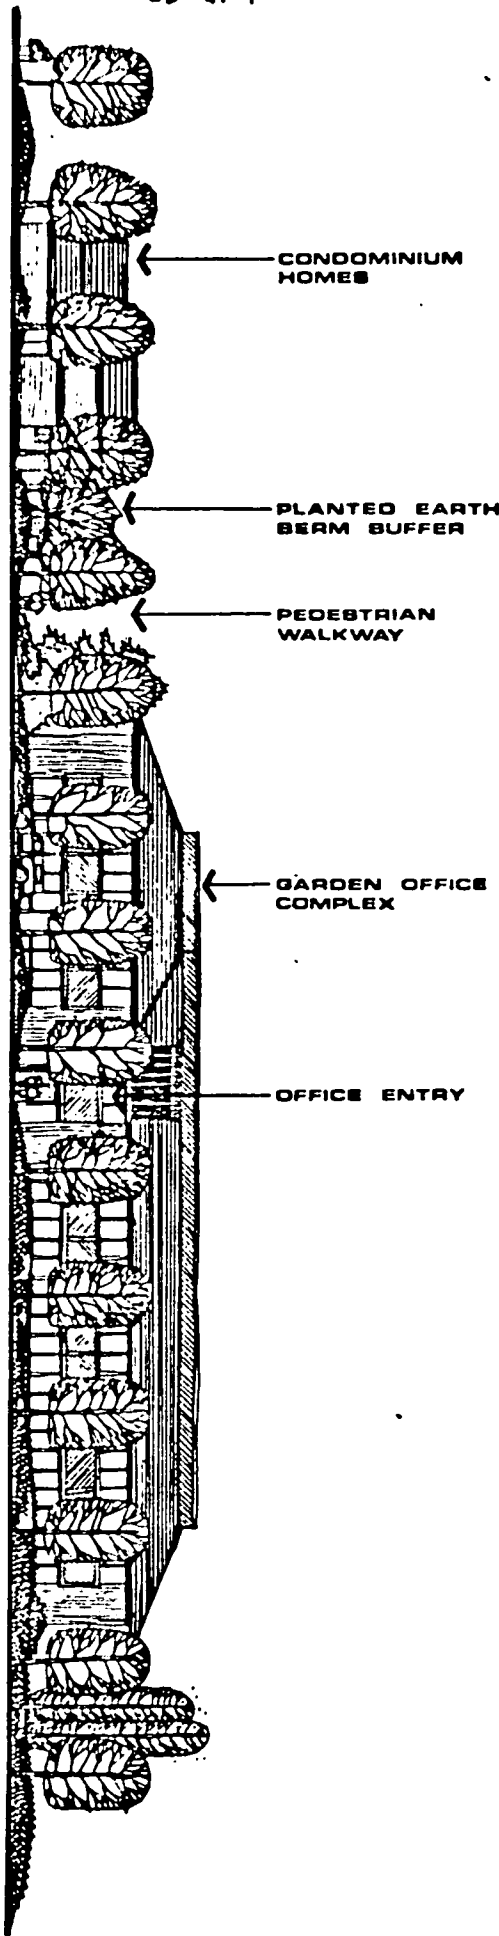 CONDOMINIUM
HOMES
PLANTED EARTH
BERM BUFFER
PEDESTRIAN
WALKWAY
GARDEN OFFICE
COMPLEX
OFFICE ENTRY